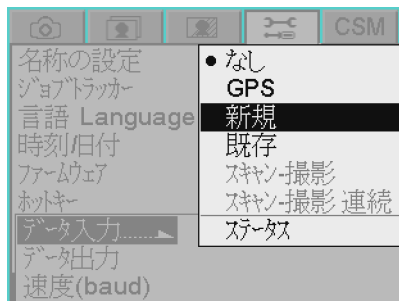 CSM
名称の設定
ジョブトラッカー
言語 Language
時刻/日付
ファームウェア
ホットキー
データ入力......
データ出力
速度(baud)
● なし
GPS
新規
既存
スキャン-撮影
スキャン-撮影 連続
ステータス